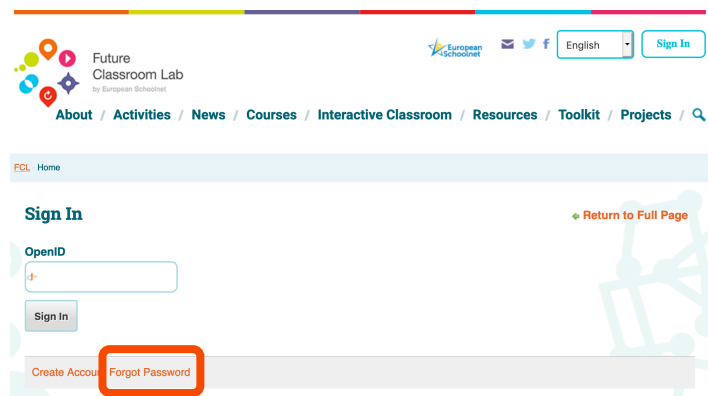 Future
Classroom Lab
by European Schoolnet
European
Schoolnet
f
English
Sign In
About / Activities / News / Courses / Interactive Classroom / Resources / Toolkit / Projects /
FCL Home
Sign In
Return to Full Page
OpenID
Sign In
Create Accoun Forgot Password